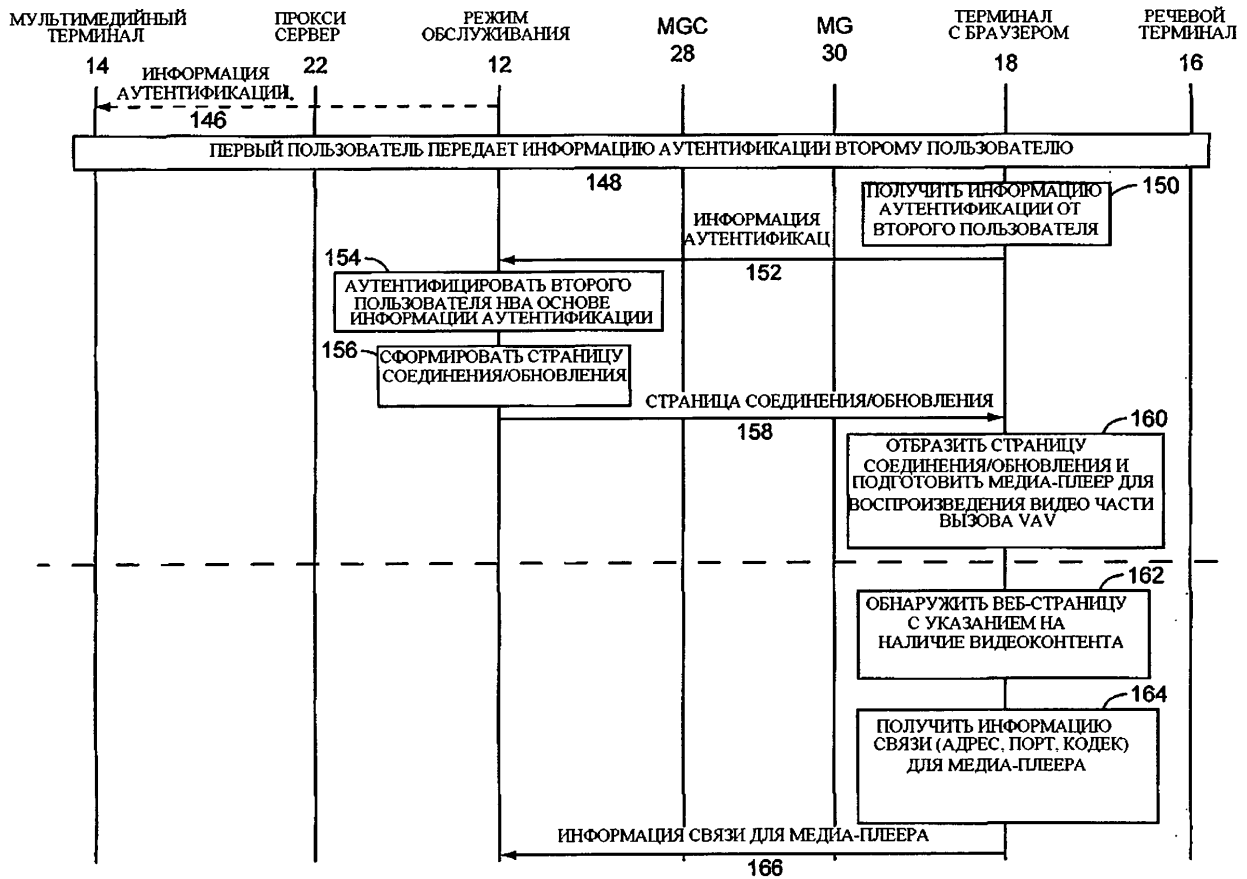 МУЛЬТИМЕДИЙНЫЙ
ТЕРМИНАЛ
14
ПРОКСИ
СЕРВЕР
22
РЕЖИМ
ОБСЛУЖИВАНИЯ
12
MGC
28
MG
30
ТЕРМИНАЛ
С БРАУЗЕРОМ
18
РЕЧЕВОЙ
ТЕРМИНАЛ
16
ИНФОРМАЦИЯ
АУТЕНТИФИКАЦИИ.
146
ПЕРВЫЙ ПОЛЬЗОВАТЕЛЬ ПЕРЕДАЕТ ИНФОРМАЦИЮ АУТЕНТИФИКАЦИИ ВТОРОМУ ПОЛЬЗОВАТЕЛЮ
148
ПОЛУЧИТЬ ИНФОРМАЦИЮ
АУТЕНТИФИКАЦИИ ОТ
ВТОРОГО ПОЛЬЗОВАТЕЛЯ
150
ИНФОРМАЦИЯ
АУТЕНТИФИКАЦ
152
154
АУТЕНТИФИЦИРОВАТЬ ВТОРОГО
ПОЛЬЗОВАТЕЛЯ НВА ОСНОВЕ
ИНФОРМАЦИИ АУТЕНТИФИКАЦИИ
156
СФОРМИРОВАТЬ СТРАНИЦУ
СОЕДИНЕНИЯ/ОБНОВЛЕНИЯ
СТРАНИЦА СОЕДИНЕНИЯ/ОБНОВЛЕНИЯ
158
160
ОТБРАЗИТЬ СТРАНИЦУ
СОЕДИНЕНИЯ/ОБНОВЛЕНИЯ И
ПОДГОТОВИТЬ МЕДИА-ПЛЕЕР ДЛЯ
ВОСПРОИЗВЕДЕНИЯ ВИДЕО ЧАСТИ
ВЫЗОВА VAV
162
ОБНАРУЖИТЬ ВЕБ-СТРАНИЦУ
С УКАЗАНИЕМ НА
НАЛИЧИЕ ВИДЕОКОНТЕНТА
164
ПОЛУЧИТЬ ИНФОРМАЦИЮ
СВЯЗИ (АДРЕС, ПОРТ, КОДЕК)
ДЛЯ МЕДИА-ПЛЕЕРА
ИНФОРМАЦИЯ СВЯЗИ ДЛЯ МЕДИА-ПЛЕЕРА
166